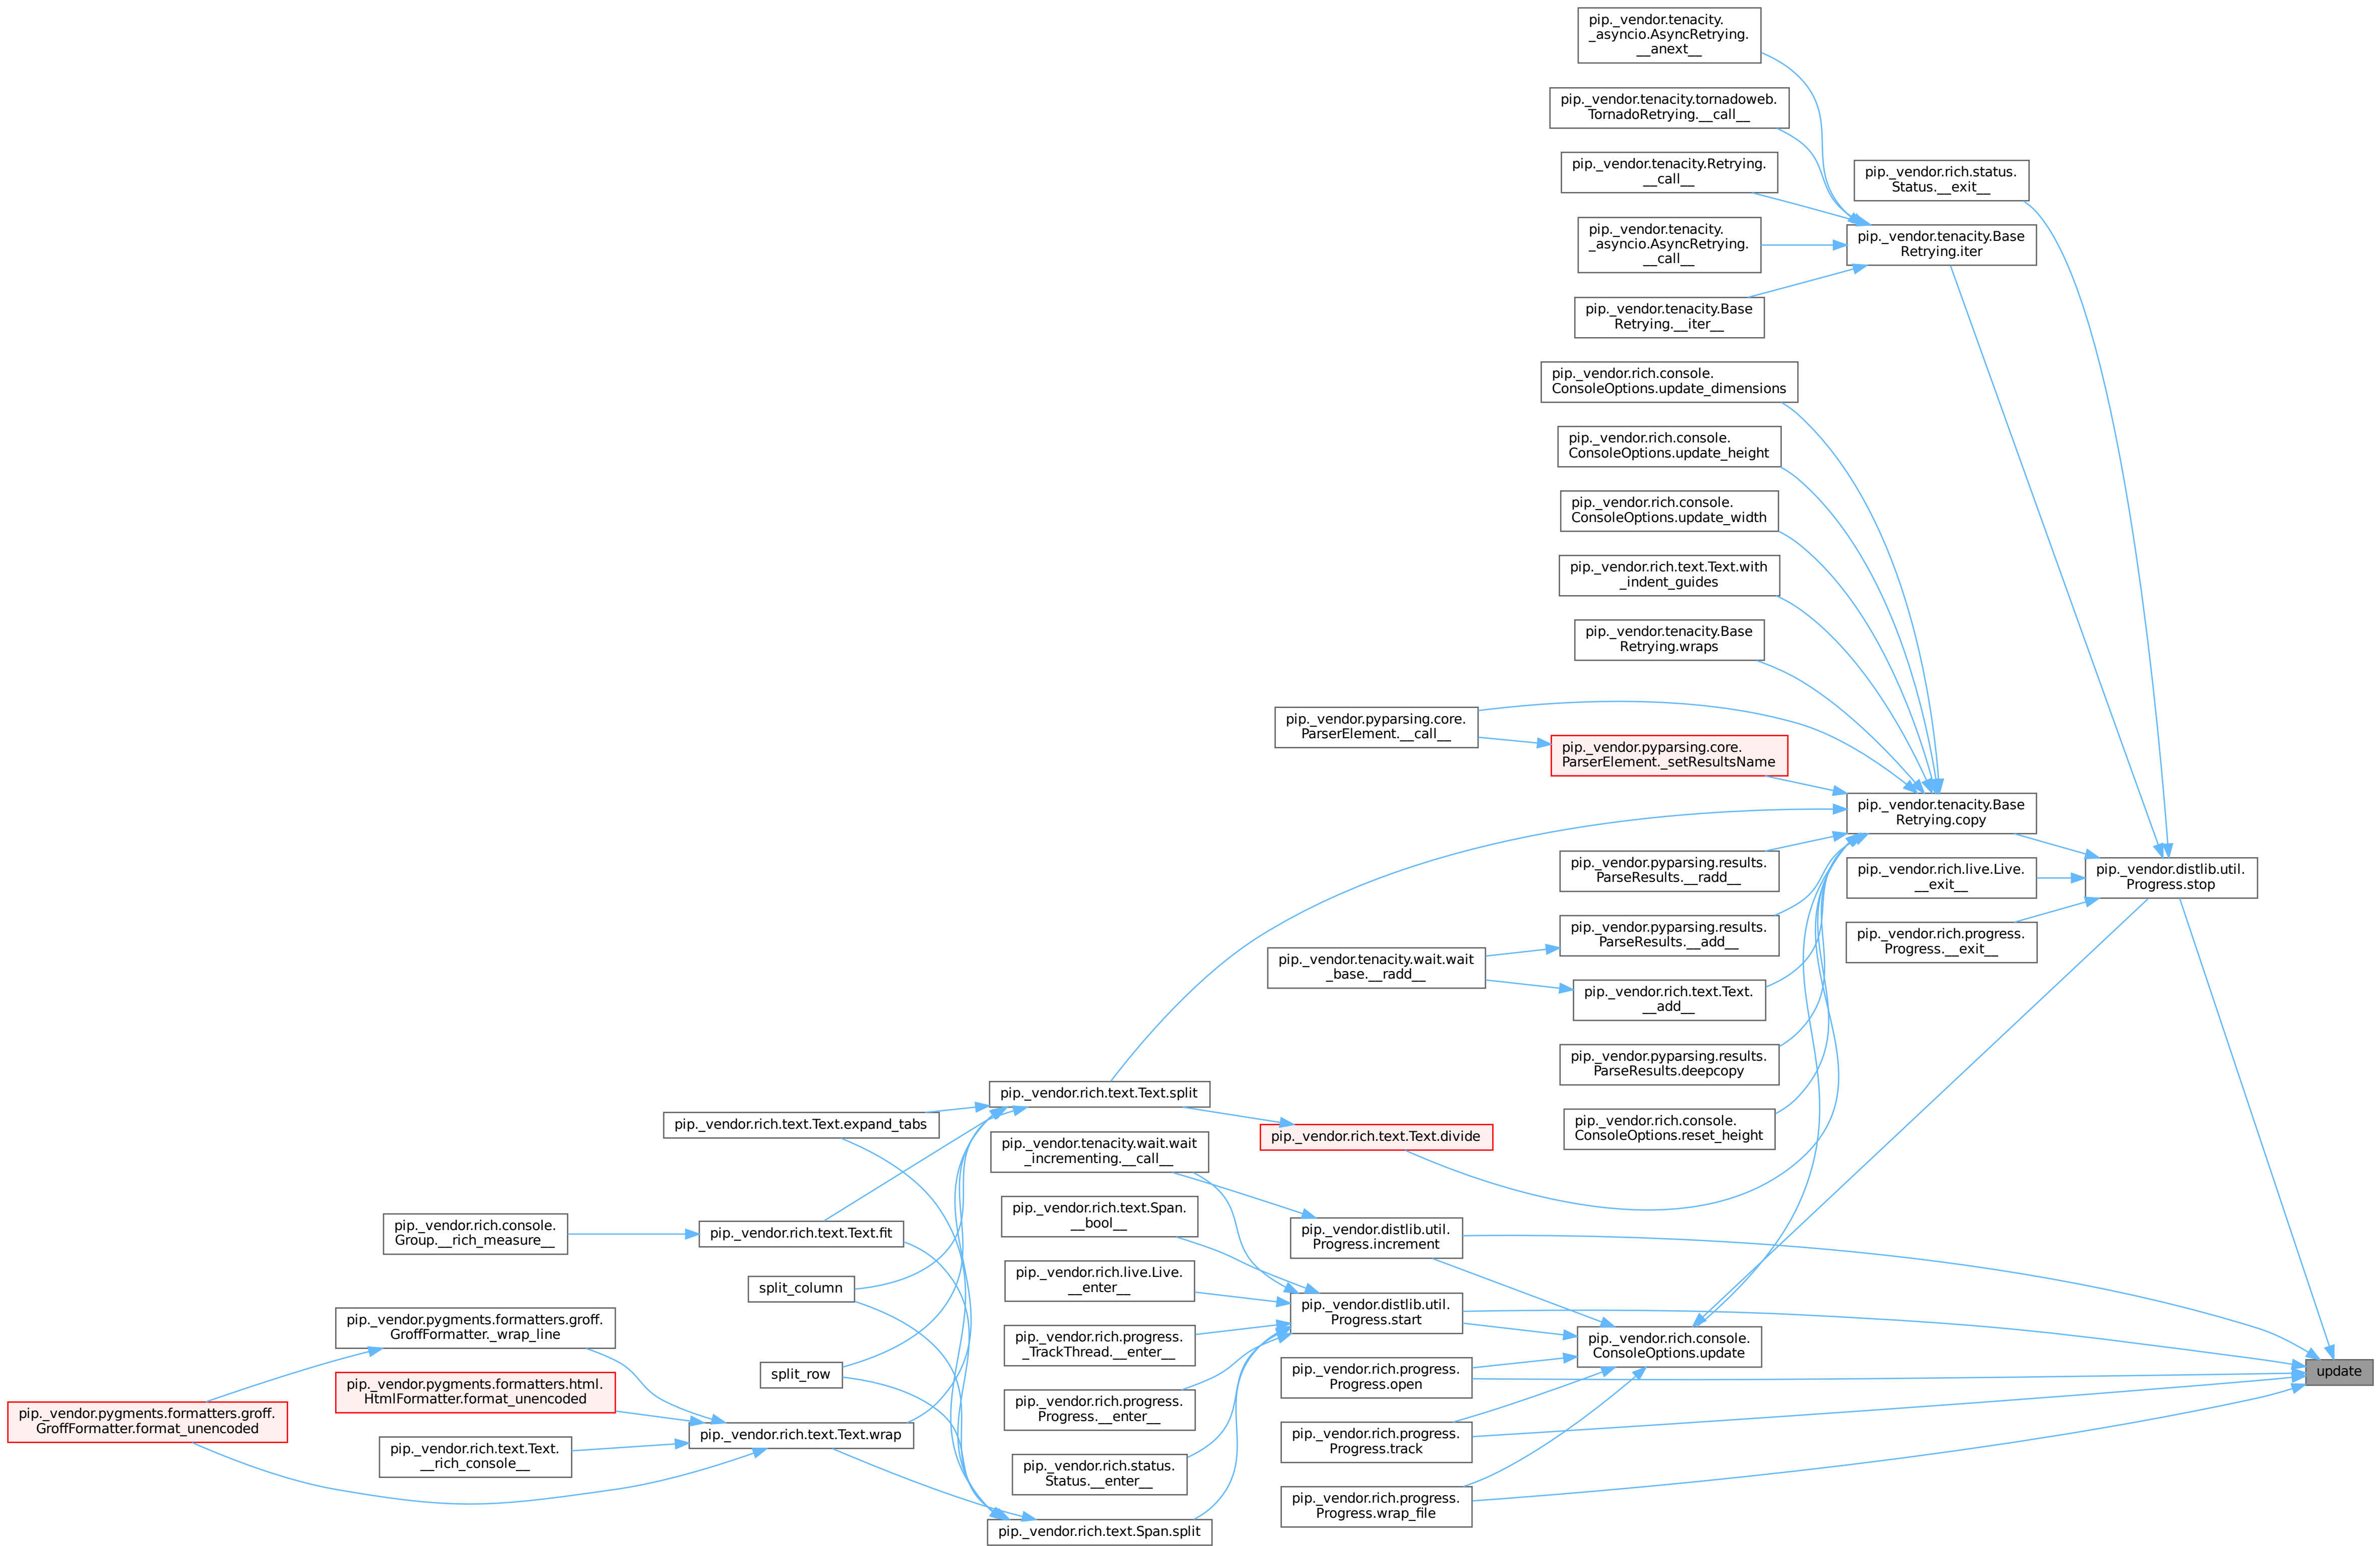 pip._vendor.tenacity.
_asyncio.AsyncRetrying.
__anext__
pip._vendor.tenacity.tornadoweb.
TornadoRetrying.__call__
pip._vendor.tenacity.Retrying.
__call__
pip._vendor.rich.status.
Status.__exit__
pip._vendor.tenacity.
_asyncio.AsyncRetrying.
__call__
pip._vendor.tenacity.Base
Retrying.iter
pip._vendor.tenacity.Base
Retrying.__iter__
pip._vendor.rich.console.
ConsoleOptions.update_dimensions
pip._vendor.rich.console.
ConsoleOptions.update_height
pip._vendor.rich.console.
ConsoleOptions.update_width
pip._vendor.rich.text.Text.with
_indent_guides
pip._vendor.tenacity.Base
Retrying.wraps
pip._vendor.pyparsing.core.
ParserElement.__call__
pip._vendor.pyparsing.core.
ParserElement._setResultsName
pip._vendor.tenacity.Base
Retrying.copy
pip._vendor.pyparsing.results.
ParseResults.__radd__
pip._vendor.rich.live.Live.
__exit__
pip._vendor.distlib.util.
Progress.stop
pip._vendor.pyparsing.results.
ParseResults.__add__
pip._vendor.rich.progress.
Progress.__exit__
pip._vendor.tenacity.wait.wait
_base.__radd__
pip._vendor.rich.text.Text.
__add__
pip._vendor.pyparsing.results.
ParseResults.deepcopy
pip._vendor.rich.text.Text.split
pip._vendor.rich.console.
ConsoleOptions.reset_height
pip._vendor.rich.text.Text.expand_tabs
pip._vendor.rich.text.Text.divide
pip._vendor.tenacity.wait.wait
_incrementing.__call__
pip._vendor.rich.text.Span.
__bool__
pip._vendor.rich.console.
Group.__rich_measure__
pip._vendor.rich.text.Text.fit
pip._vendor.distlib.util.
Progress.increment
pip._vendor.rich.live.Live.
__enter__
split_column
pip._vendor.distlib.util.
Progress.start
pip._vendor.pygments.formatters.groff.
GroffFormatter._wrap_line
pip._vendor.rich.progress.
_TrackThread.__enter__
pip._vendor.rich.console.
ConsoleOptions.update
split_row
pip._vendor.rich.progress.
Progress.open
update
pip._vendor.pygments.formatters.html.
HtmlFormatter.format_unencoded
pip._vendor.rich.progress.
Progress.__enter__
pip._vendor.pygments.formatters.groff.
GroffFormatter.format_unencoded
pip._vendor.rich.text.Text.wrap
pip._vendor.rich.progress.
Progress.track
pip._vendor.rich.text.Text.
__rich_console__
pip._vendor.rich.status.
Status.__enter__
pip._vendor.rich.progress.
Progress.wrap_file
pip._vendor.rich.text.Span.split